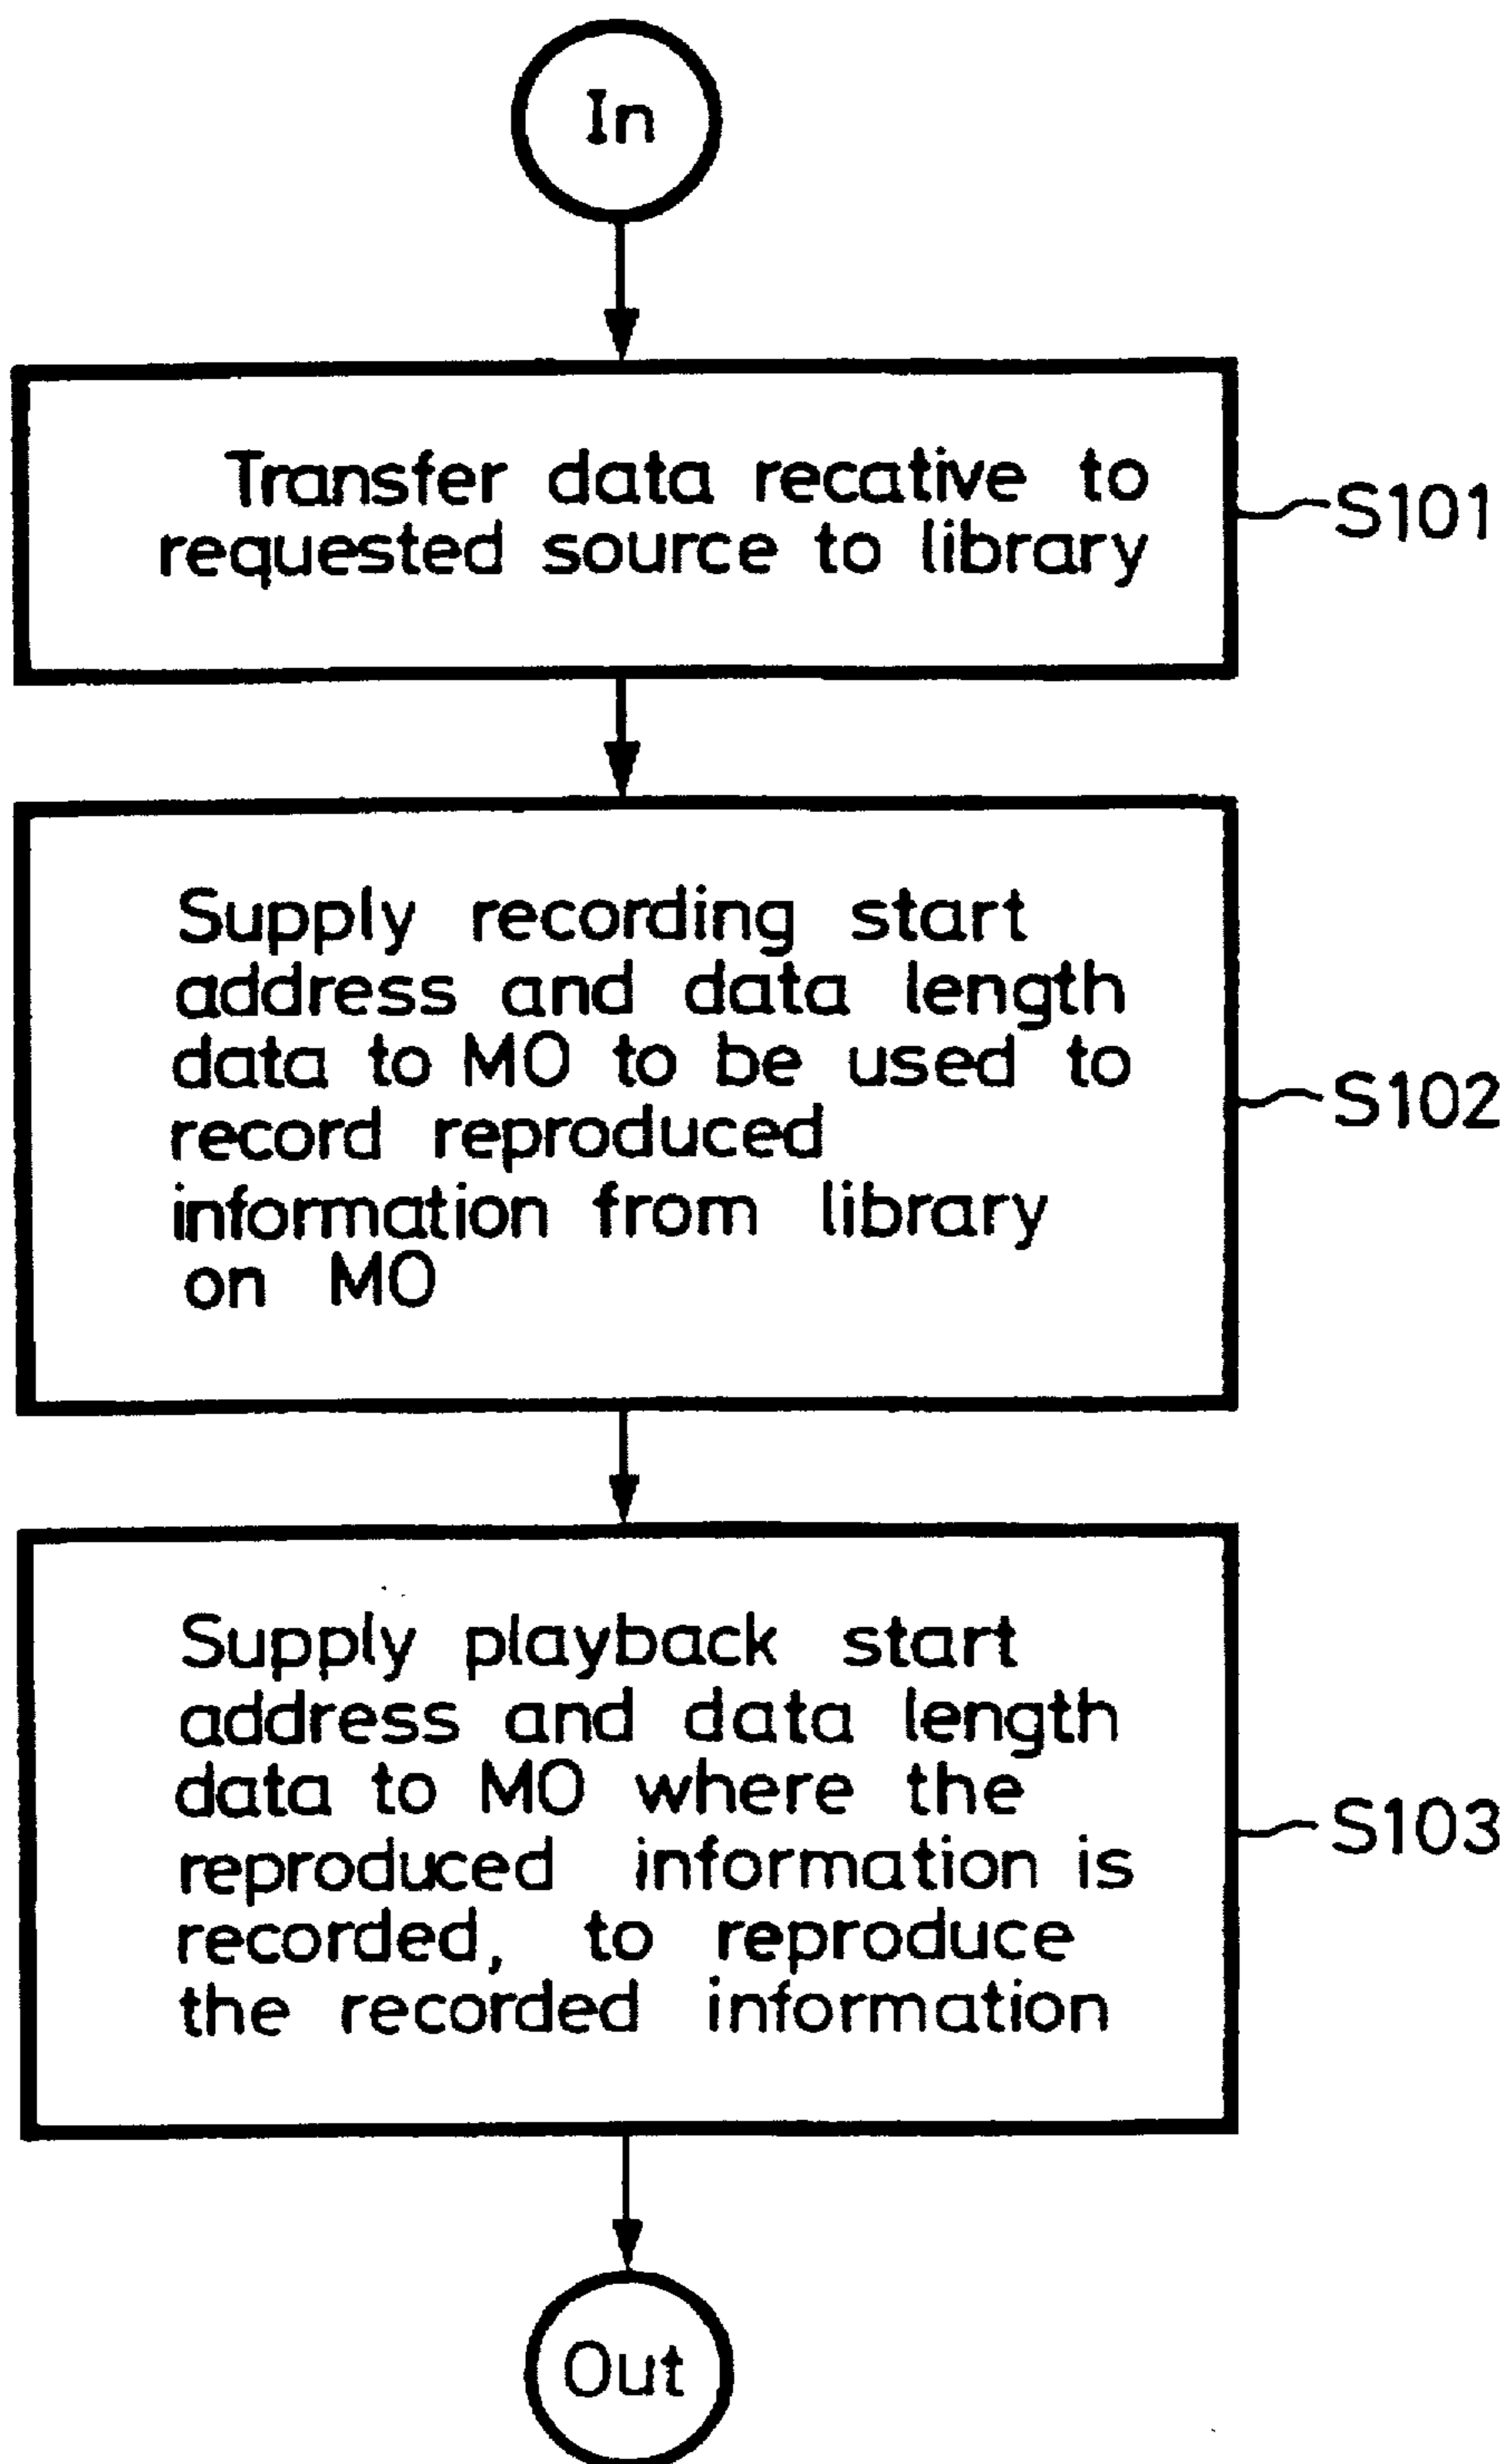 In
Transfer data recative to
requested source to library
S101
Supply recording start
address and data length
data to MO to be used to
record reproduced
information from library
on MO
S102
Supply playback start
address and data length
data to MO where the
reproduced information is
recorded, to reproduce
the recorded information
S103
Out